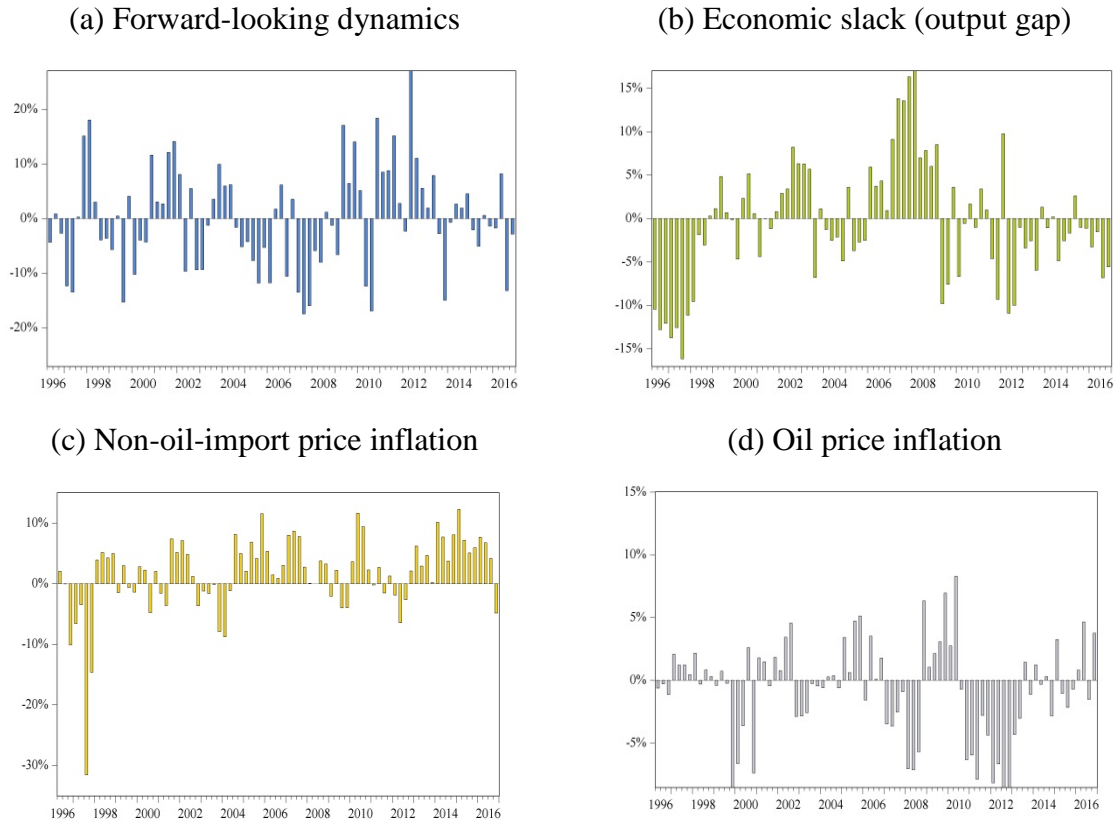 (a) Forward-looking dynamics
(b) Economic slack (output gap)
20%
10%
0%
-10%
-20%
1996 1998 2000 2002 2004 2006 2008 2010 2012 2014 2016
15%
10%
5%
0%
-5%
-10%
-15%
1996 1998 2000 2002 2004 2006 2008 2010 2012 2014 2016
(c) Non-oil-import price inflation
(d) Oil price inflation
10%
0%
-10%
-20%
-30%
1996 1998 2000 2002 2004 2006 2008 2010 2012 2014 2016
15%
10%
5%
0%
-5%
1996 1998 2000 2002 2004 2006 2008 2010 2012 2014 2016